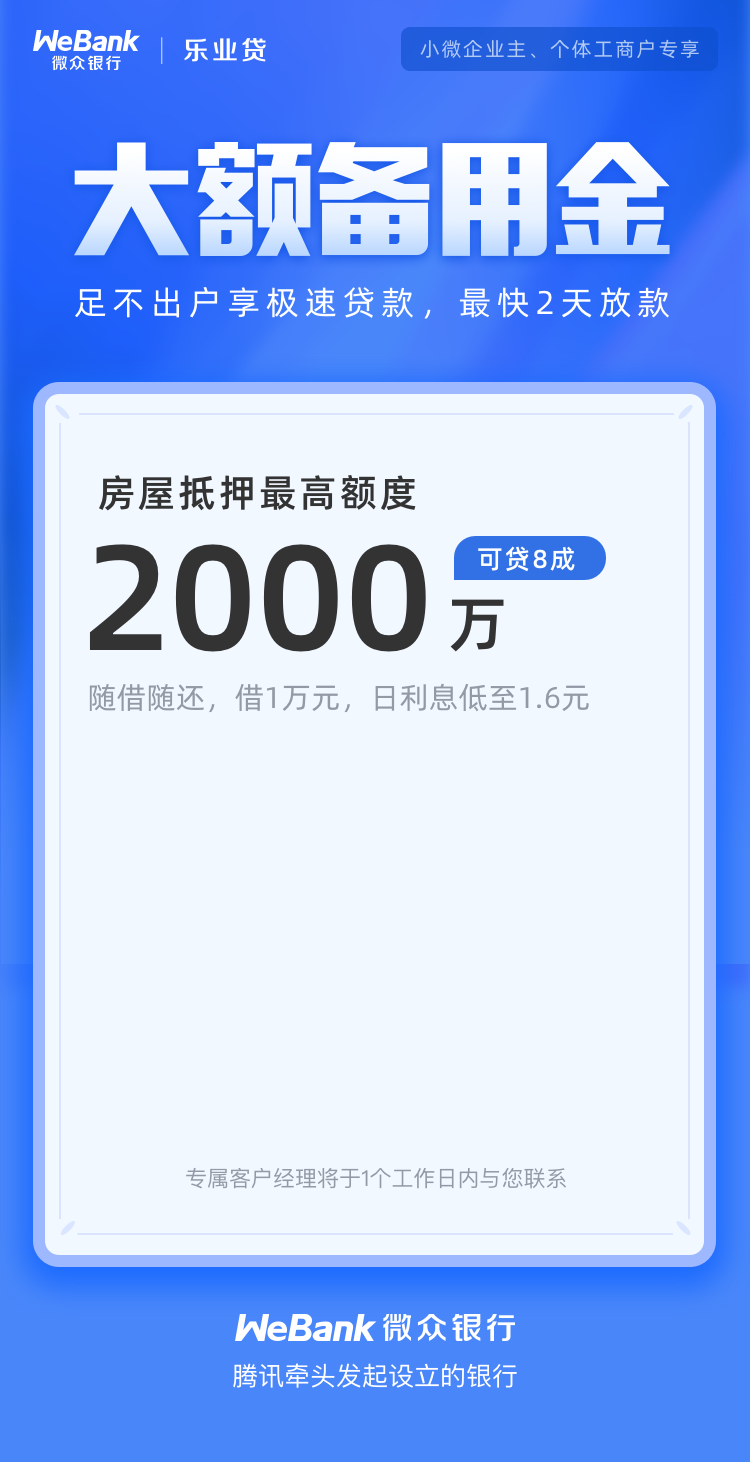 WeBank
微众银行
乐业贷
小微企业主、个体工商户专享
大额备用金
足不出户享极速贷款，最快2天放款
房屋抵押最高额度
可贷8成
2000万
随借随还，借1万元，日利息低至1.6元
专属客户经理将于1个工作日内与您联系
WeBank 微众银行
腾讯牵头发起设立的银行